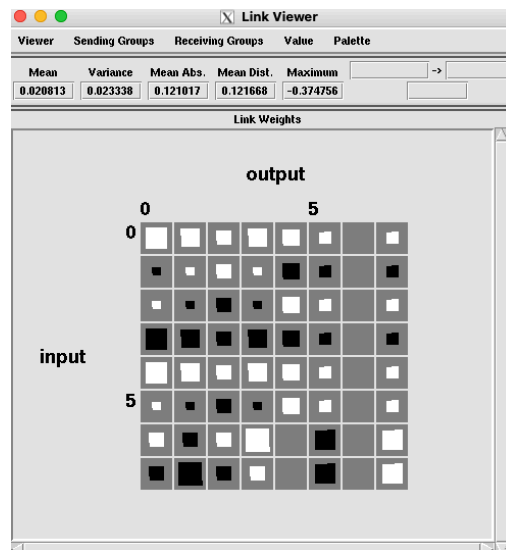 Link Viewer
Viewer Sending Groups Receiving Groups Value Palette
Mean Variance Mean Abs. Mean Dist. Maximum ->
0.020813 0.023338 0.121017 0.121668 -0.374756
Link Weights
output
0 5
0
input
5